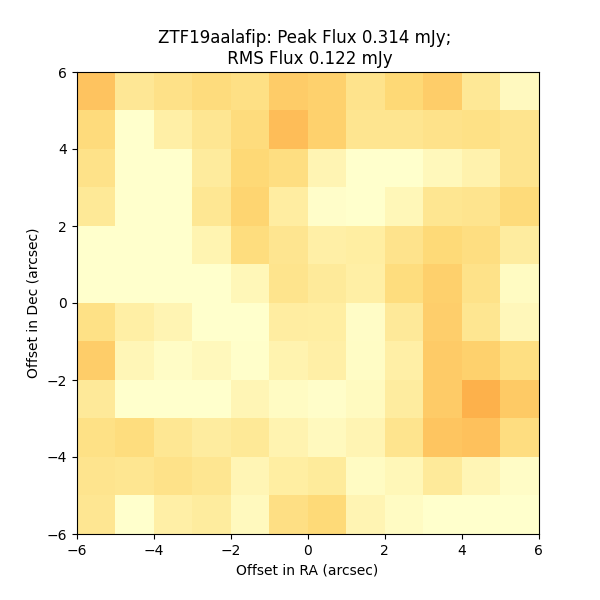 ZTF19aalafip: Peak Flux 0.314 mJy;
RMS Flux 0.122 mJy
6
4
2
0
−2
−4
−6
Offset in Dec (arcsec)
−6 −4 −2 0 2 4 6
Offset in RA (arcsec)